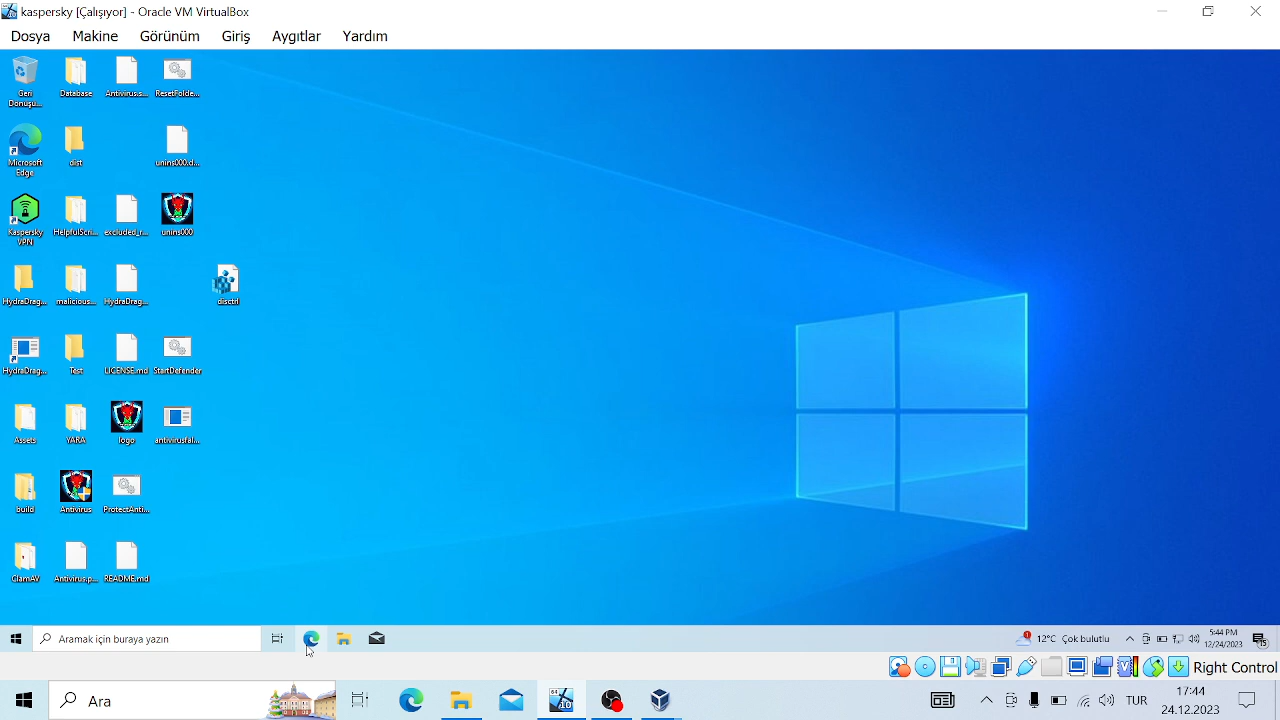 kaspersky [Çalışıyor] - Oracle VM VirtualBox
Dosya Makine Görünüm Giriş Aygıtlar Yardım
Geri Dönüşü...
Database
Antivirus.s...
ResetFolde...
Microsoft Edge
dist
unins000.d...
Kaspersky VPN
HelpfulScri...
excluded_r...
unins000
HydraDrag...
malicious...
HydraDrag...
disctrl
HydraDrag...
Test
LICENSE.md
StartDefender
Assets
YARA
logo
antivirusfal...
build
Antivirus
ProtectAnti...
ClamAV
Antivirus.p...
README.md
Aramak için buraya yazın
12°C Çok bulutlu
5:44 PM
12/24/2023
Right Control
Ara
TUR
17:44
24.12.2023